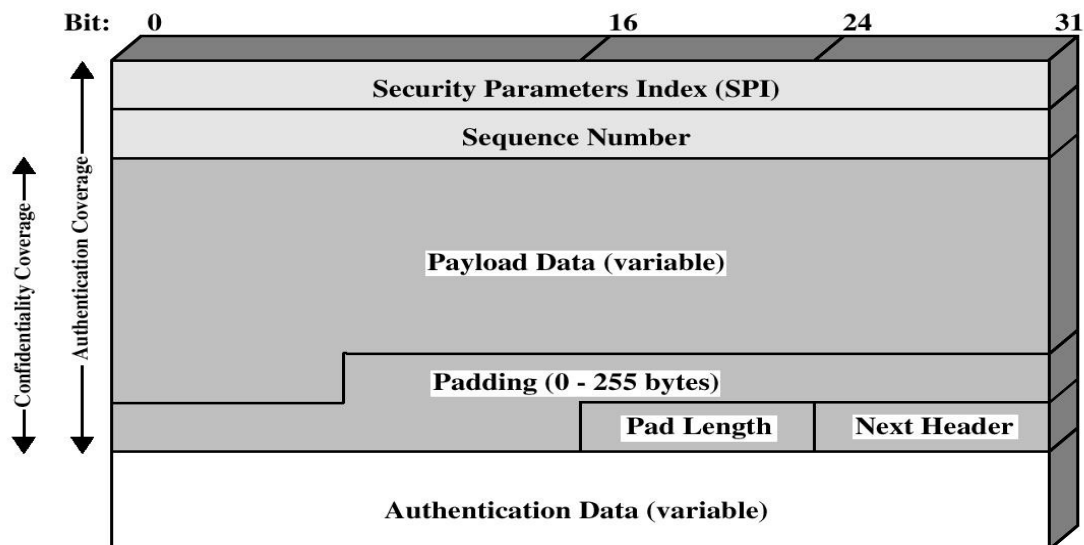 Bit: 0 16 24 31
Security Parameters Index (SPI)
Sequence Number
Payload Data (variable)
Padding (0 - 255 bytes)
Pad Length Next Header
Authentication Data (variable)
Confidentiality Coverage
Authentication Coverage